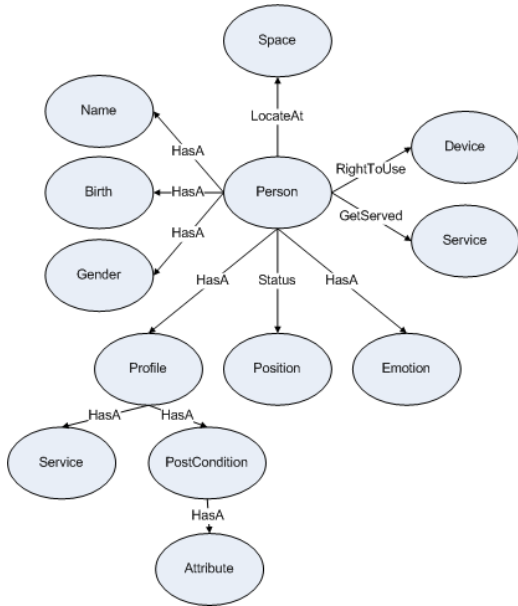 Space
LocateAt
Name
HasA
Device
RightToUse
Birth
HasA
Person
GetServed
Service
HasA
Gender
HasA
Status
HasA
Profile
Position
Emotion
HasA
HasA
Service
PostCondition
HasA
Attribute